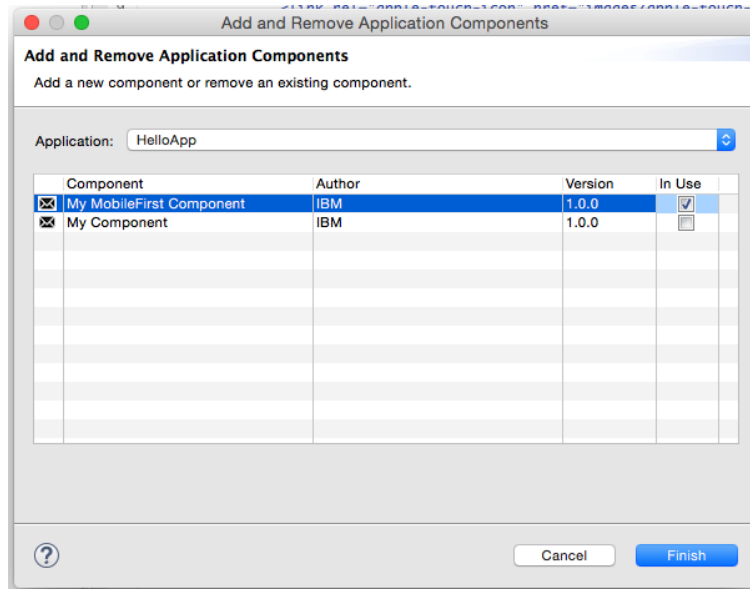 Add and Remove Application Components
Add and Remove Application Components
Add a new component or remove an existing component.
Application: HelloApp
Component Author Version In Use
My MobileFirst Component IBM 1.0.0
My Component IBM 1.0.0
? Cancel Finish